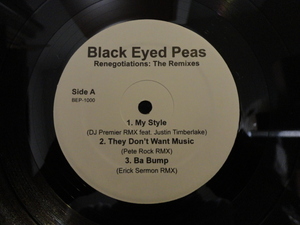 Black Eyed Peas
Renegotiations: The Remixes
Side A
BEP-1000
1. My Style
(DJ Premier RMX feat. Justin Timberlake)
2. They Don't Want Music
(Pete Rock RMX)
3. Ba Bump
(Erick Sermon RMX)